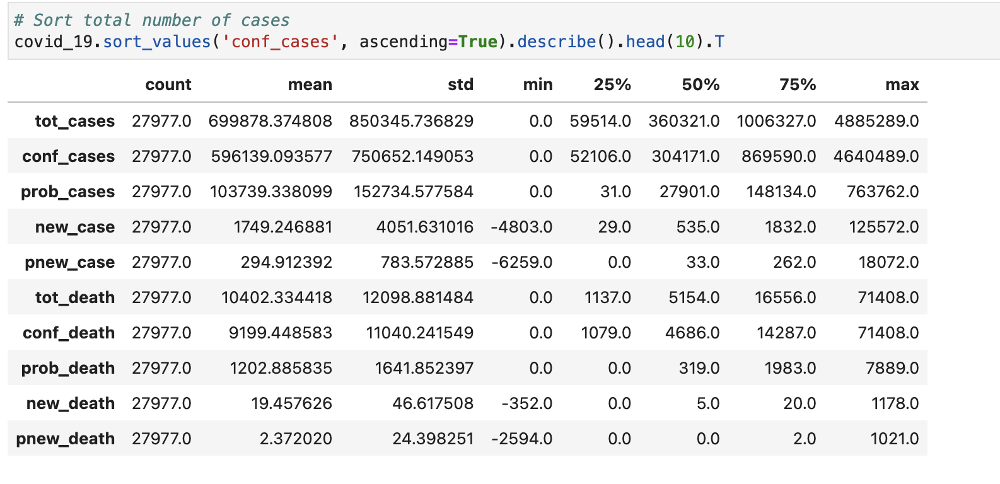 # Sort total number of cases
covid_19.sort_values('conf_cases', ascending=True).describe().head(10).T
count mean std min 25% 50% 75% max
tot_cases 27977.0 699878.374808 850345.736829 0.0 59514.0 360321.0 1006327.0 4885289.0
conf_cases 27977.0 596139.093577 750652.149053 0.0 52106.0 304171.0 869590.0 4640489.0
prob_cases 27977.0 103739.338099 152734.577584 0.0 31.0 27901.0 148134.0 763762.0
new_case 27977.0 1749.246881 4051.631016 -4803.0 29.0 535.0 1832.0 125572.0
pnew_case 27977.0 294.912392 783.572885 -6259.0 0.0 33.0 262.0 18072.0
tot_death 27977.0 10402.334418 12098.881484 0.0 1137.0 5154.0 16556.0 71408.0
conf_death 27977.0 9199.448583 11040.241549 0.0 1079.0 4686.0 14287.0 71408.0
prob_death 27977.0 1202.885835 1641.852397 0.0 0.0 319.0 1983.0 7889.0
new_death 27977.0 19.457626 46.617508 -352.0 0.0 5.0 20.0 1178.0
pnew_death 27977.0 2.372020 24.398251 -2594.0 0.0 0.0 2.0 1021.0